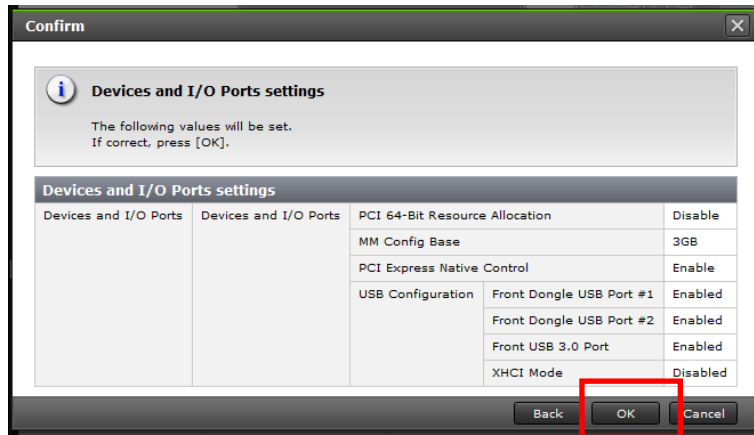 Confirm
Devices and I/O Ports settings
The following values will be set.
If correct, press [OK].
Devices and I/O Ports settings
Devices and I/O Ports Devices and I/O Ports PCI 64-Bit Resource Allocation Disable
MM Config Base 3GB
PCI Express Native Control Enable
USB Configuration Front Dongle USB Port #1 Enabled
Front Dongle USB Port #2 Enabled
Front USB 3.0 Port Enabled
XHCI Mode Disabled
Back OK Cancel